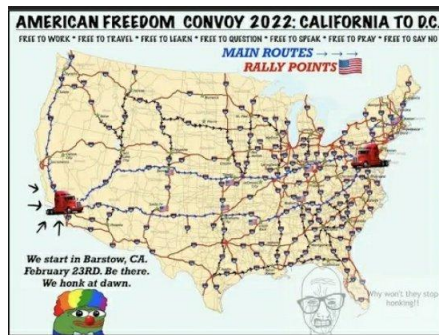 AMERICAN FREEDOM CONVOY 2022: CALIFORNIA TO D.C.
FREE TO WORK * FREE TO TRAVEL * FREE TO LEARN * FREE TO QUESTION * FREE TO SPEAK * FREE TO PRAY * FREE TO SAY NO
MAIN ROUTES
RALLY POINTS
We start in Barstow, CA.
February 23RD. Be there.
We honk at dawn.
Why won't they stop
honking!!